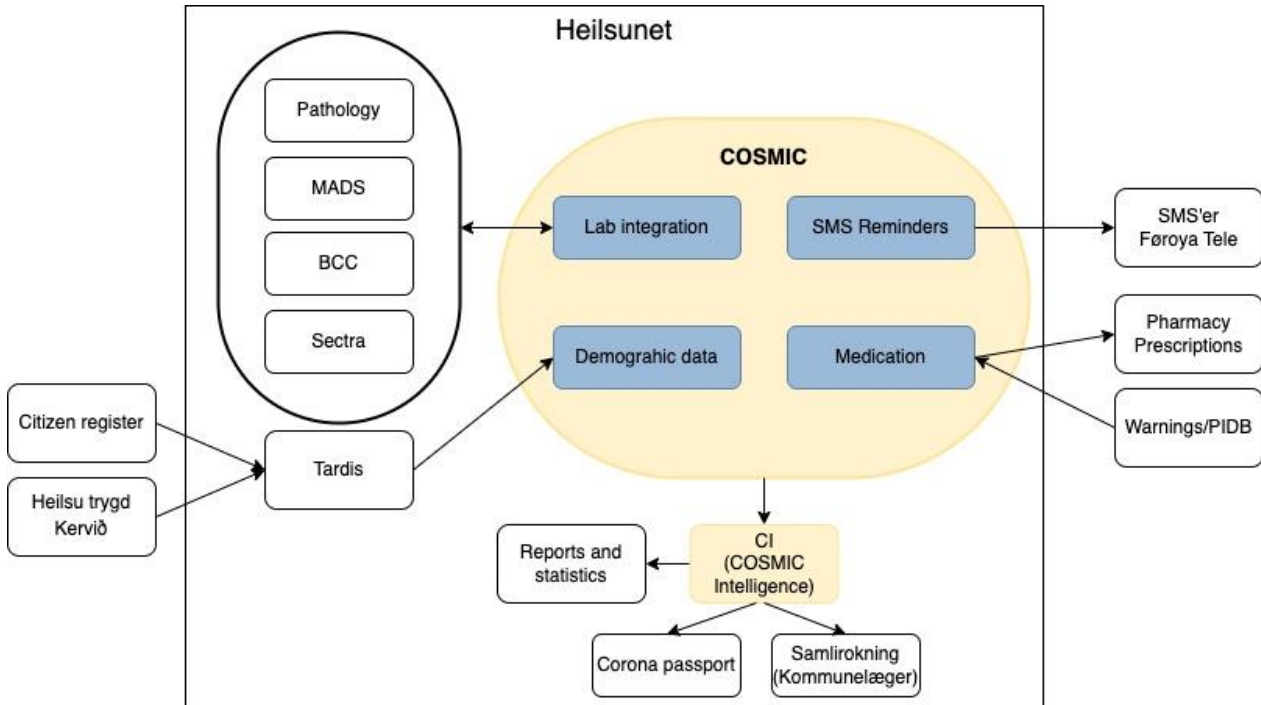 Heilsunet
Pathology
MADS
BCC
Sectra
COSMIC
Lab integration
SMS Reminders
Demograhic data
Medication
SMS'er
Føroya Tele
Pharmacy
Prescriptions
Warnings/PIDB
Citizen register
Heilsu trygd
Kervið
Tardis
CI
(COSMIC
Intelligence)
Reports and
statistics
Corona passport
Samlirokning
(Kommunelæger)